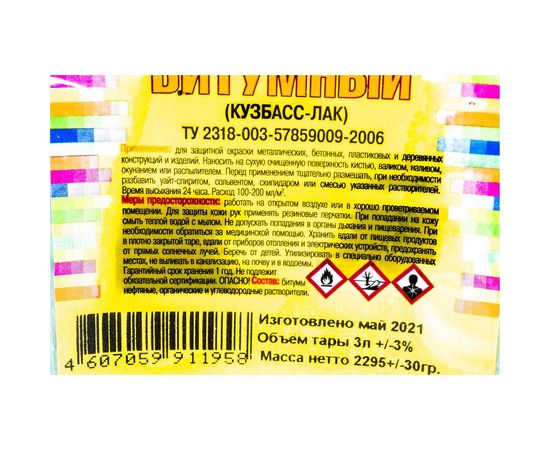 БИТУМНЫЙ
(КУЗБАСС-ЛАК)
ТУ 2318-003-57859009-2006
Применение: для защитной окраски металлических, бетонных, пластиковых и деревянных
конструкций и изделий. Наносить на сухую очищенную поверхность кистью, валиком, наливом,
окунанием или распылителем. Перед применением тщательно размешать, при необходимости
разбавить уайт-спиритом, сольвентом, скипидаром или смесью указанных растворителей.
Время высыхания 24 часа. Расход 100-200 мл/м².
Меры предосторожности: работать на открытом воздухе или в хорошо проветриваемом
помещении. Для защиты кожи рук применять резиновые перчатки. При попадании на кожу
смыть теплой водой с мылом. Не допускать попадания в органы дыхания и пищеварения. При
необходимости обратиться за медицинской помощью. Хранить вдали от пищевых продуктов
в плотно закрытой таре, вдали от приборов отопления и электрических устройств, предохранять
от прямых солнечных лучей. Беречь от детей. Утилизировать в специально оборудованных
местах, не выливать в канализацию, на почву и в водоемы.
Гарантийный срок хранения 1 год. Не подлежит
обязательной сертификации. ОПАСНО! Состав: битумы
нефтяные, органические и углеводородные растворители.
Изготовлено май 2021
Объем тары 3л +/-3%
Масса нетто 2295+/-30гр.
4 607059 911958